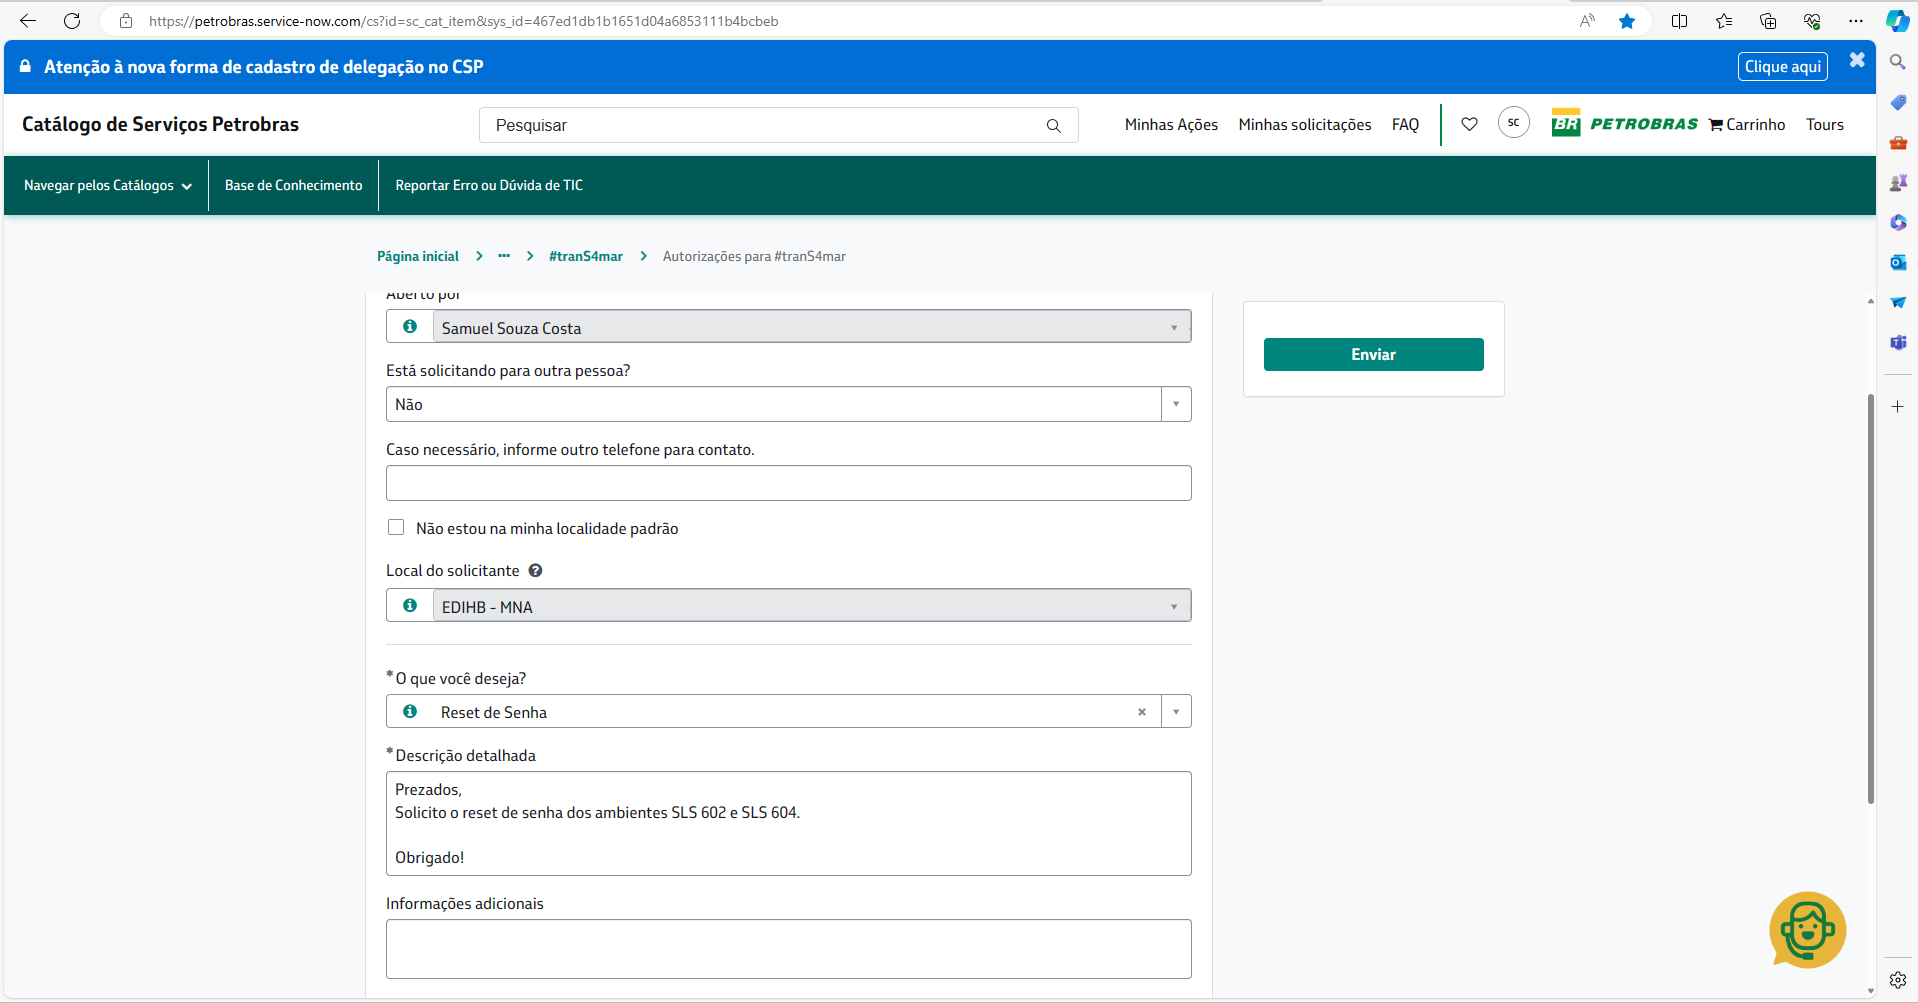 https://petrobras.service-now.com/cs?id=sc_cat_item&sys_id=467ed1db1b1651d04a6853111b4bcbeb
Atenção à nova forma de cadastro de delegação no CSP
Clique aqui
Catálogo de Serviços Petrobras
Pesquisar
Minhas Ações
Minhas solicitações
FAQ
SC
BR PETROBRAS
Carrinho
Tours
Navegar pelos Catálogos
Base de Conhecimento
Reportar Erro ou Dúvida de TIC
Página inicial
#tranS4mar
Autorizações para #tranS4mar
Aberto por
Samuel Souza Costa
Enviar
Está solicitando para outra pessoa?
Não
Caso necessário, informe outro telefone para contato.
Não estou na minha localidade padrão
Local do solicitante
EDIHB - MNA
*O que você deseja?
Reset de Senha
*Descrição detalhada
Prezados,
Solicito o reset de senha dos ambientes SLS 602 e SLS 604.
Obrigado!
Informações adicionais